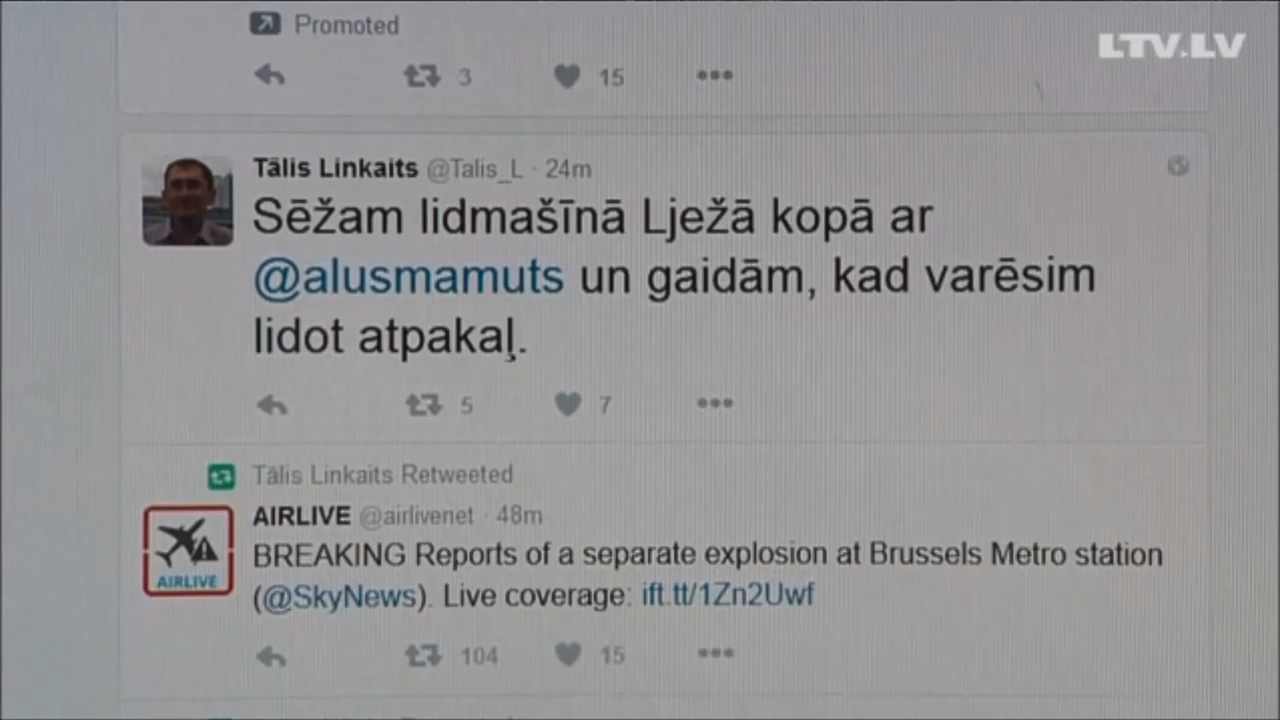 LTV.LV
Promoted
3 15 •••
Tālis Linkaits @Talis_L · 24m
Sēžam lidmašīnā Lježā kopā ar
@alusmamuts un gaidām, kad varēsim
lidot atpakaļ.
5 7 •••
Tālis Linkaits Retweeted
AIRLIVE @airlivenet · 48m
AIRLIVE
BREAKING Reports of a separate explosion at Brussels Metro station
(@SkyNews). Live coverage: ift.tt/1Zn2Uwf
104 15 •••